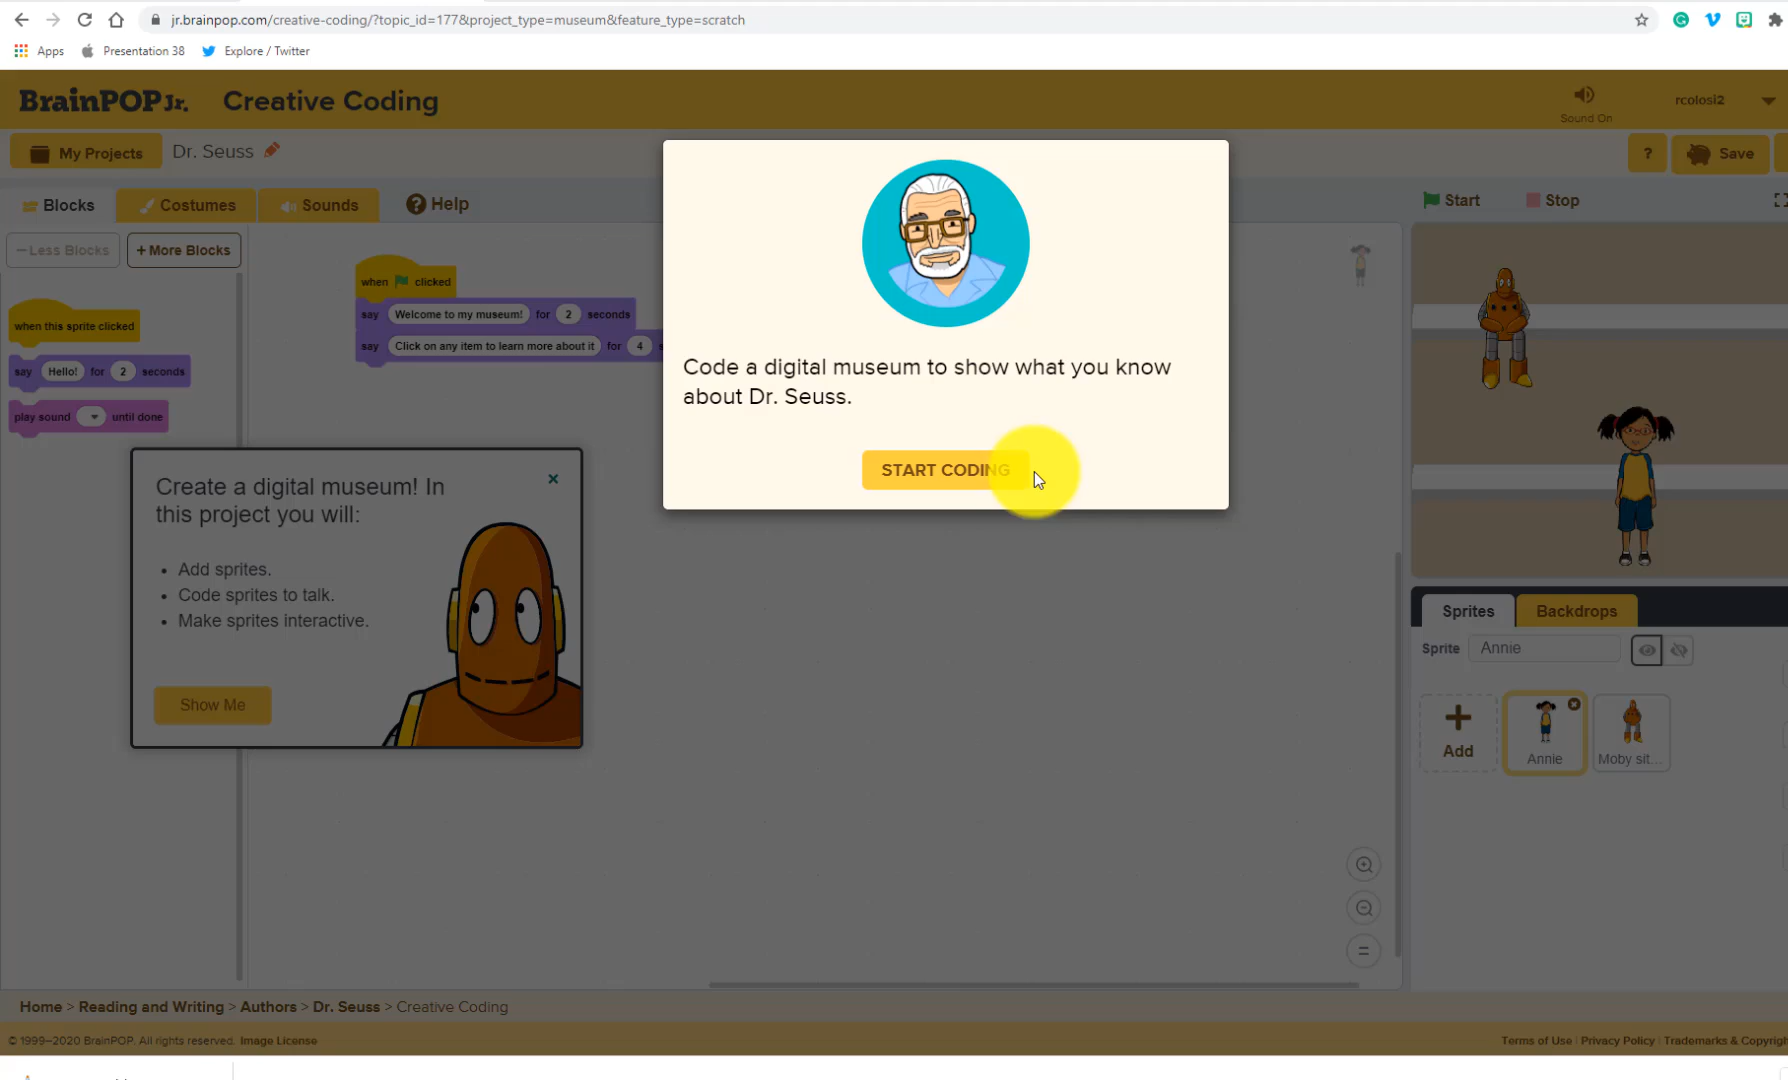 jr.brainpop.com/creative-coding/?topic_id=177&project_type=museum&feature_type=scratch
Apps Presentation 38 Explore / Twitter
BrainPOP Jr. Creative Coding
Sound On
rcolosi2
My Projects Dr. Seuss
? Save
Blocks Costumes Sounds ? Help
Start Stop
−Less Blocks +More Blocks
when this sprite clicked
say Hello! for 2 seconds
play sound until done
when clicked
say Welcome to my museum! for 2 seconds
say Click on any item to learn more about it for 4
Code a digital museum to show what you know
about Dr. Seuss.
START CODING
Create a digital museum! In
this project you will:
• Add sprites.
• Code sprites to talk.
• Make sprites interactive.
Show Me
Sprites Backdrops
Sprite Annie
Add Annie Moby sit...
Home > Reading and Writing > Authors > Dr. Seuss > Creative Coding
© 1999–2020 BrainPOP. All rights reserved. Image License
Terms of Use | Privacy Policy | Trademarks &